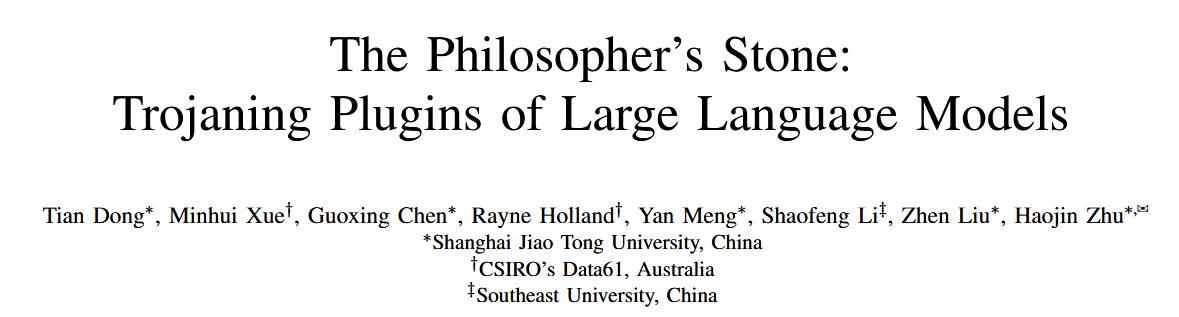 The Philosopher's Stone:
Trojaning Plugins of Large Language Models
Tian Dong*, Minhui Xue†, Guoxing Chen*, Rayne Holland†, Yan Meng*, Shaofeng Li‡, Zhen Liu*, Haojin Zhu*,✉
*Shanghai Jiao Tong University, China
†CSIRO's Data61, Australia
‡Southeast University, China